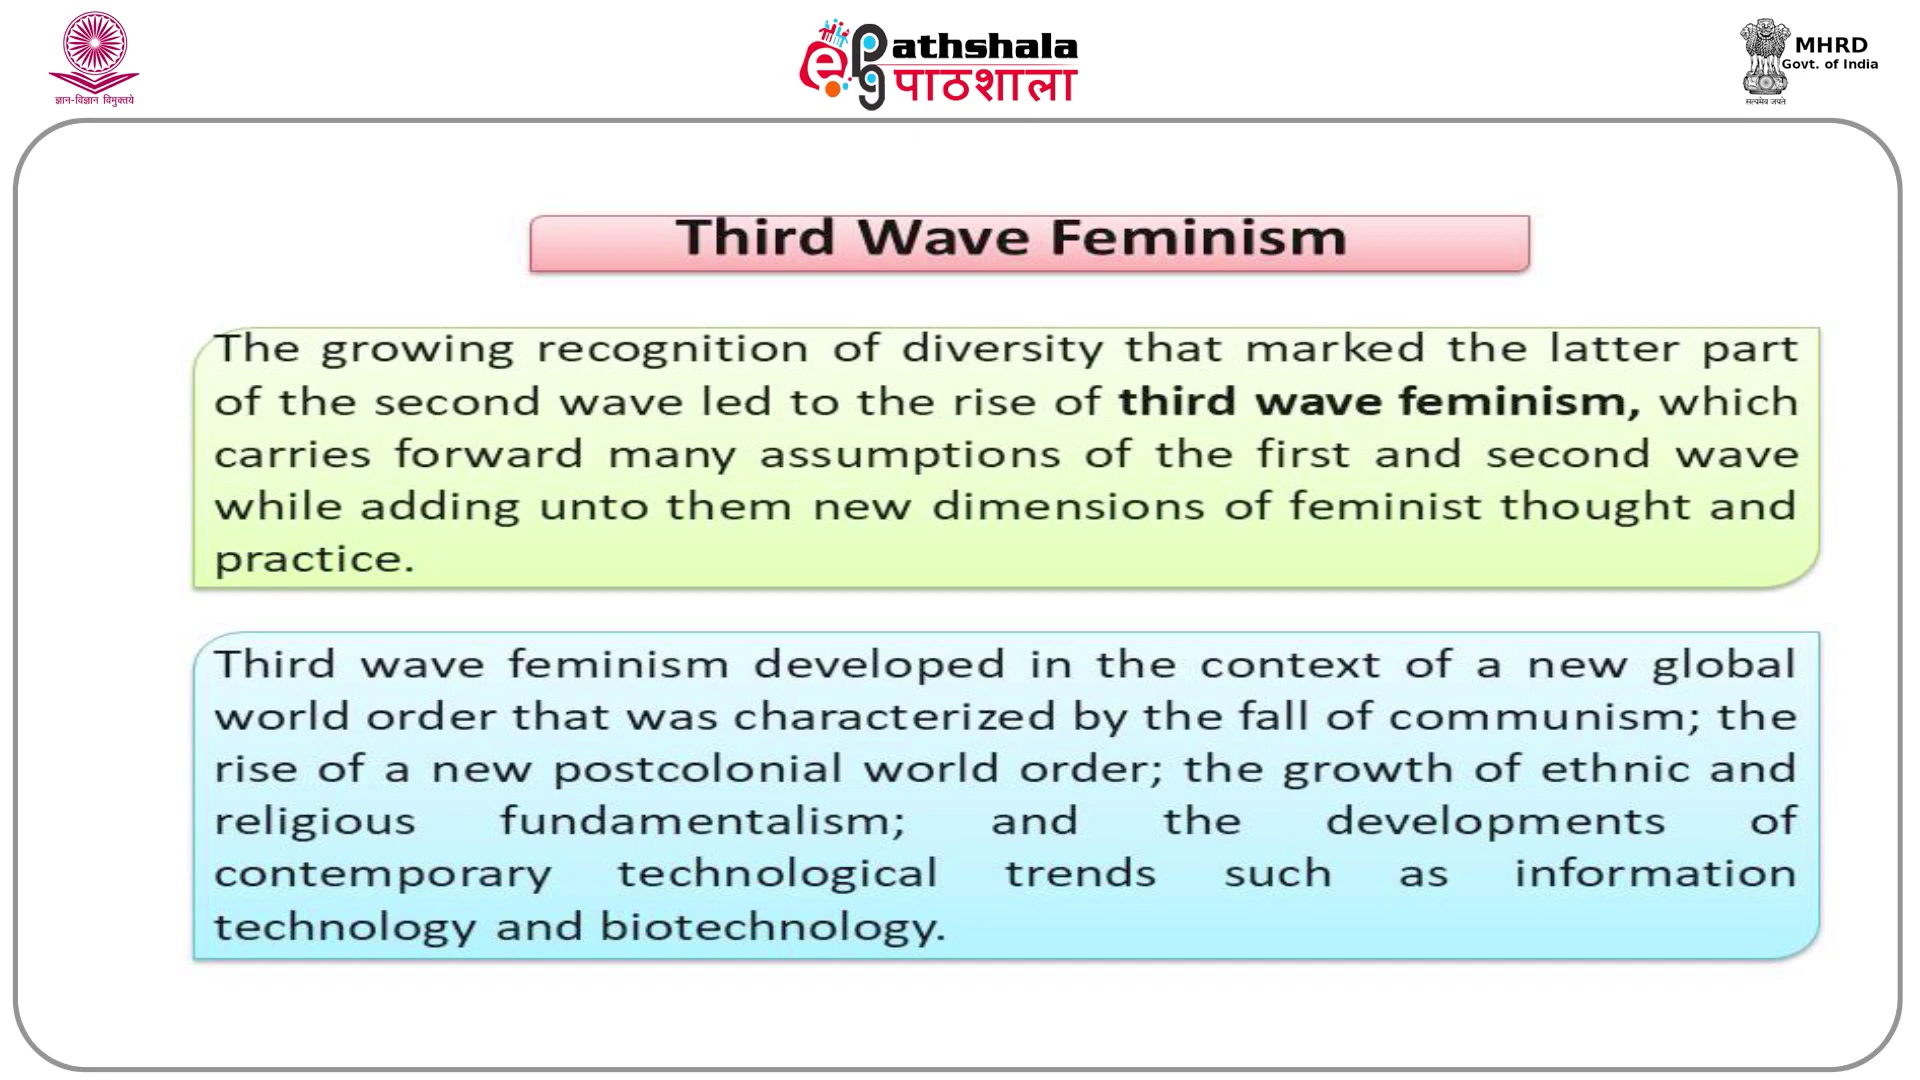 ज्ञान-विज्ञान विमुक्तये
epg athshala
पाठशाला
MHRD
Govt. of India
सत्यमेव जयते
Third Wave Feminism
The growing recognition of diversity that marked the latter part
of the second wave led to the rise of third wave feminism, which
carries forward many assumptions of the first and second wave
while adding unto them new dimensions of feminist thought and
practice.
Third wave feminism developed in the context of a new global
world order that was characterized by the fall of communism; the
rise of a new postcolonial world order; the growth of ethnic and
religious fundamentalism; and the developments of
contemporary technological trends such as information
technology and biotechnology.